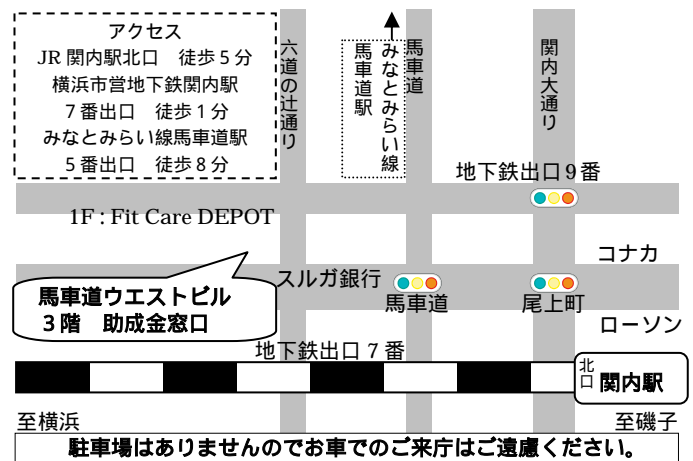 アクセス
JR 関内駅北口　徒歩５分
横浜市営地下鉄関内駅
７番出口　徒歩１分
みなとみらい線馬車道駅
５番出口　徒歩８分
六道の辻通り
みなとみらい線
馬車道駅
馬車道
関内大通り
地下鉄出口９番
1F : Fit Care DEPOT
コナカ
スルガ銀行
馬車道
尾上町
馬車道ウエストビル
３階　助成金窓口
ローソン
地下鉄出口７番
北口
関内駅
至横浜
至磯子
駐車場はありませんのでお車でのご来庁はご遠慮ください。